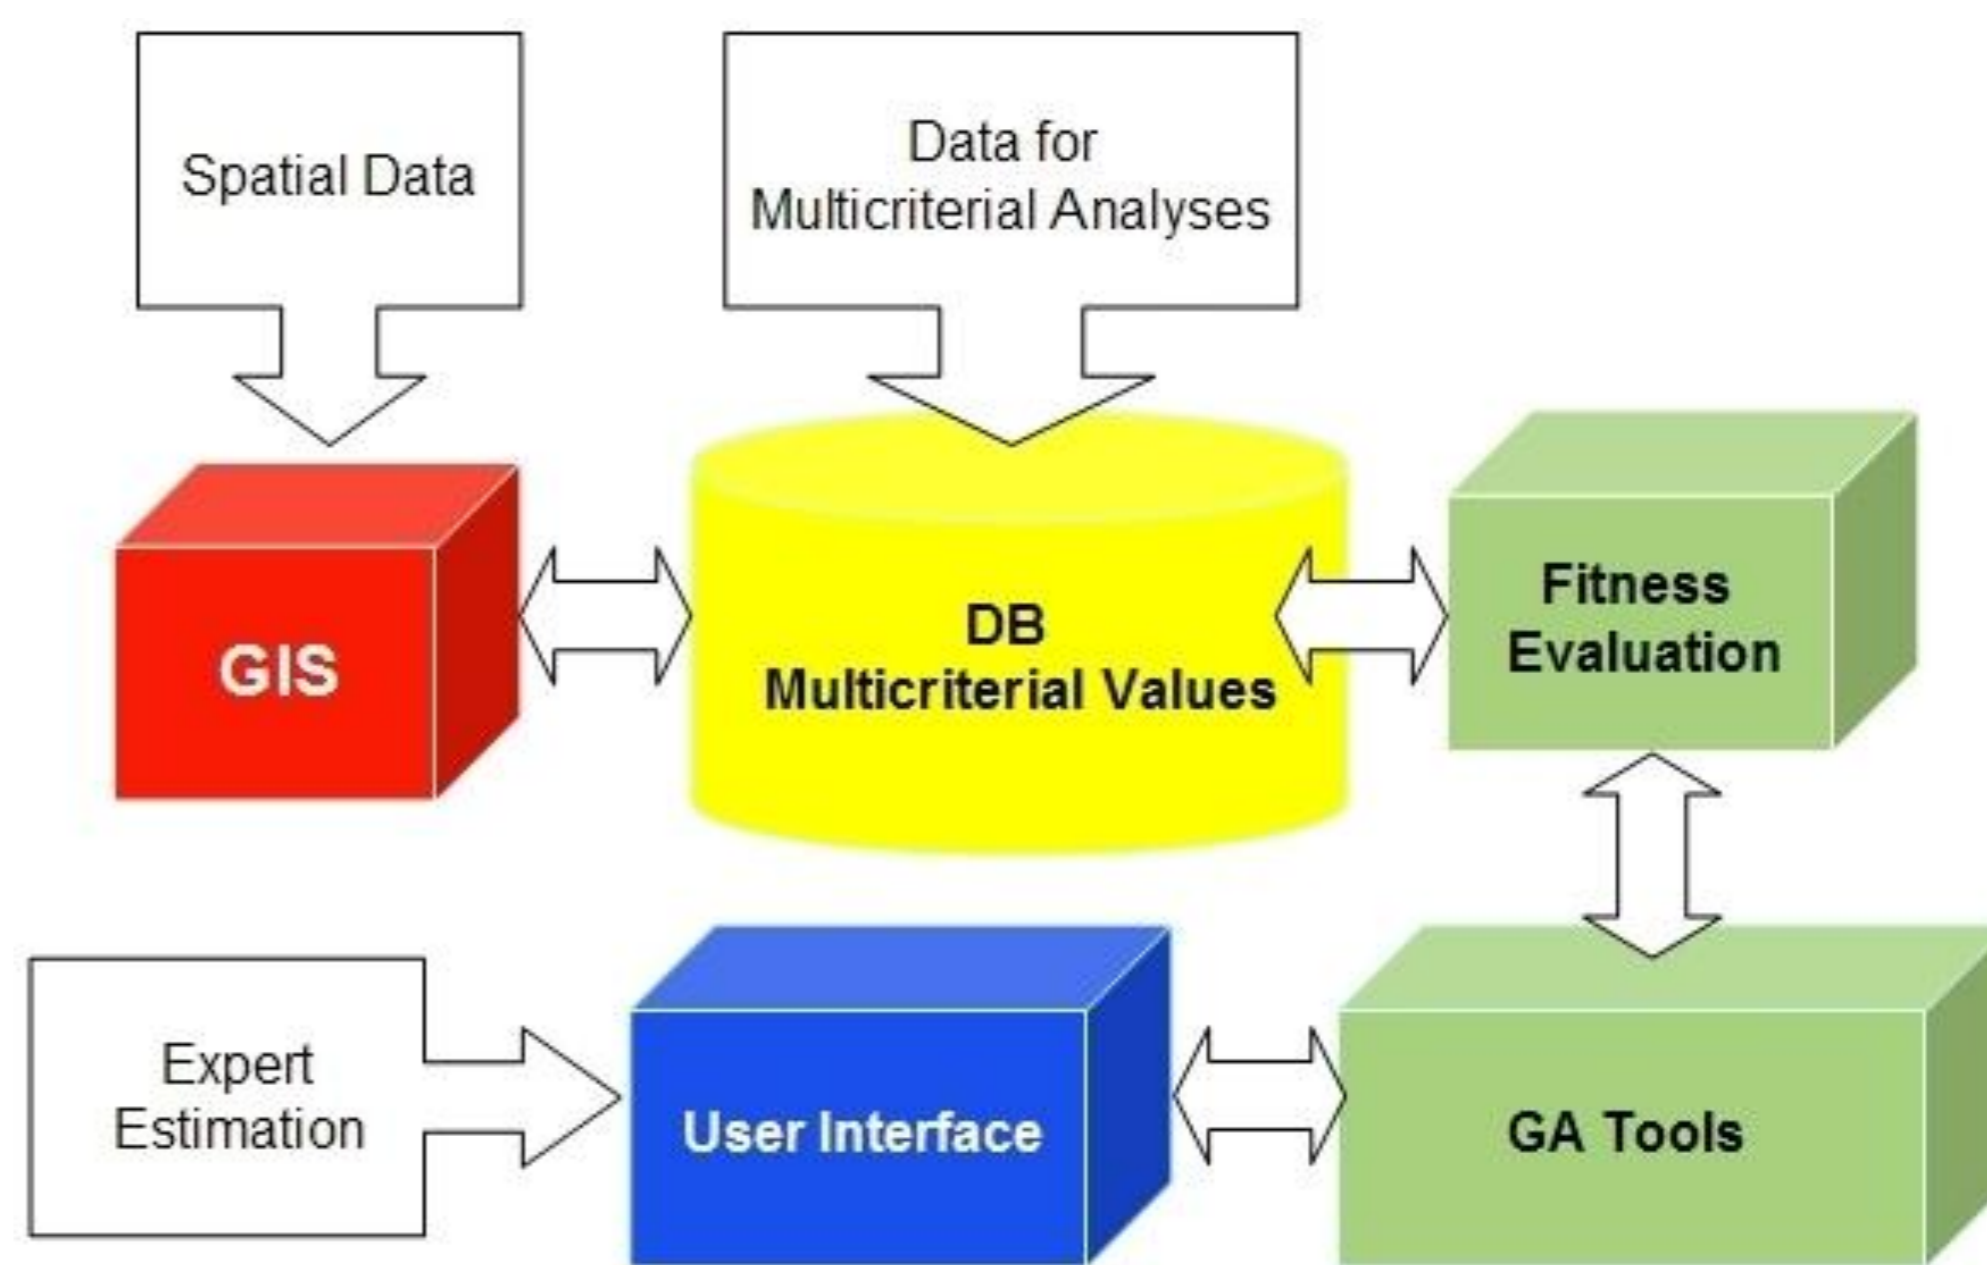 Spatial Data
Data for
Multicriterial Analyses
GIS
DB
Multicriterial Values
Fitness
Evaluation
Expert
Estimation
User Interface
GA Tools